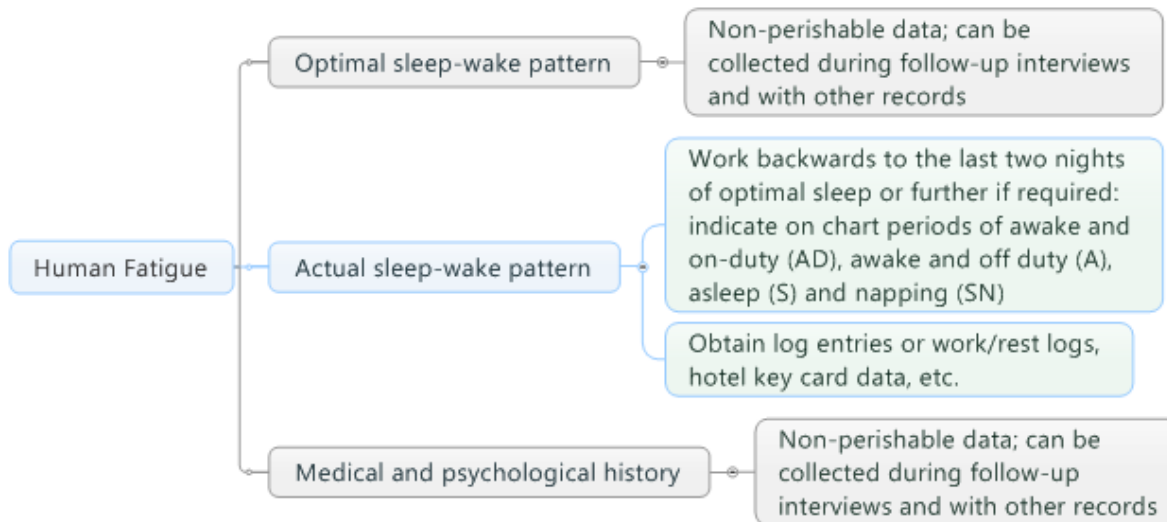 Human Fatigue
Optimal sleep-wake pattern
Non-perishable data; can be
collected during follow-up interviews
and with other records
Actual sleep-wake pattern
Work backwards to the last two nights
of optimal sleep or further if required:
indicate on chart periods of awake and
on-duty (AD), awake and off duty (A),
asleep (S) and napping (SN)
Obtain log entries or work/rest logs,
hotel key card data, etc.
Medical and psychological history
Non-perishable data; can be
collected during follow-up
interviews and with other records